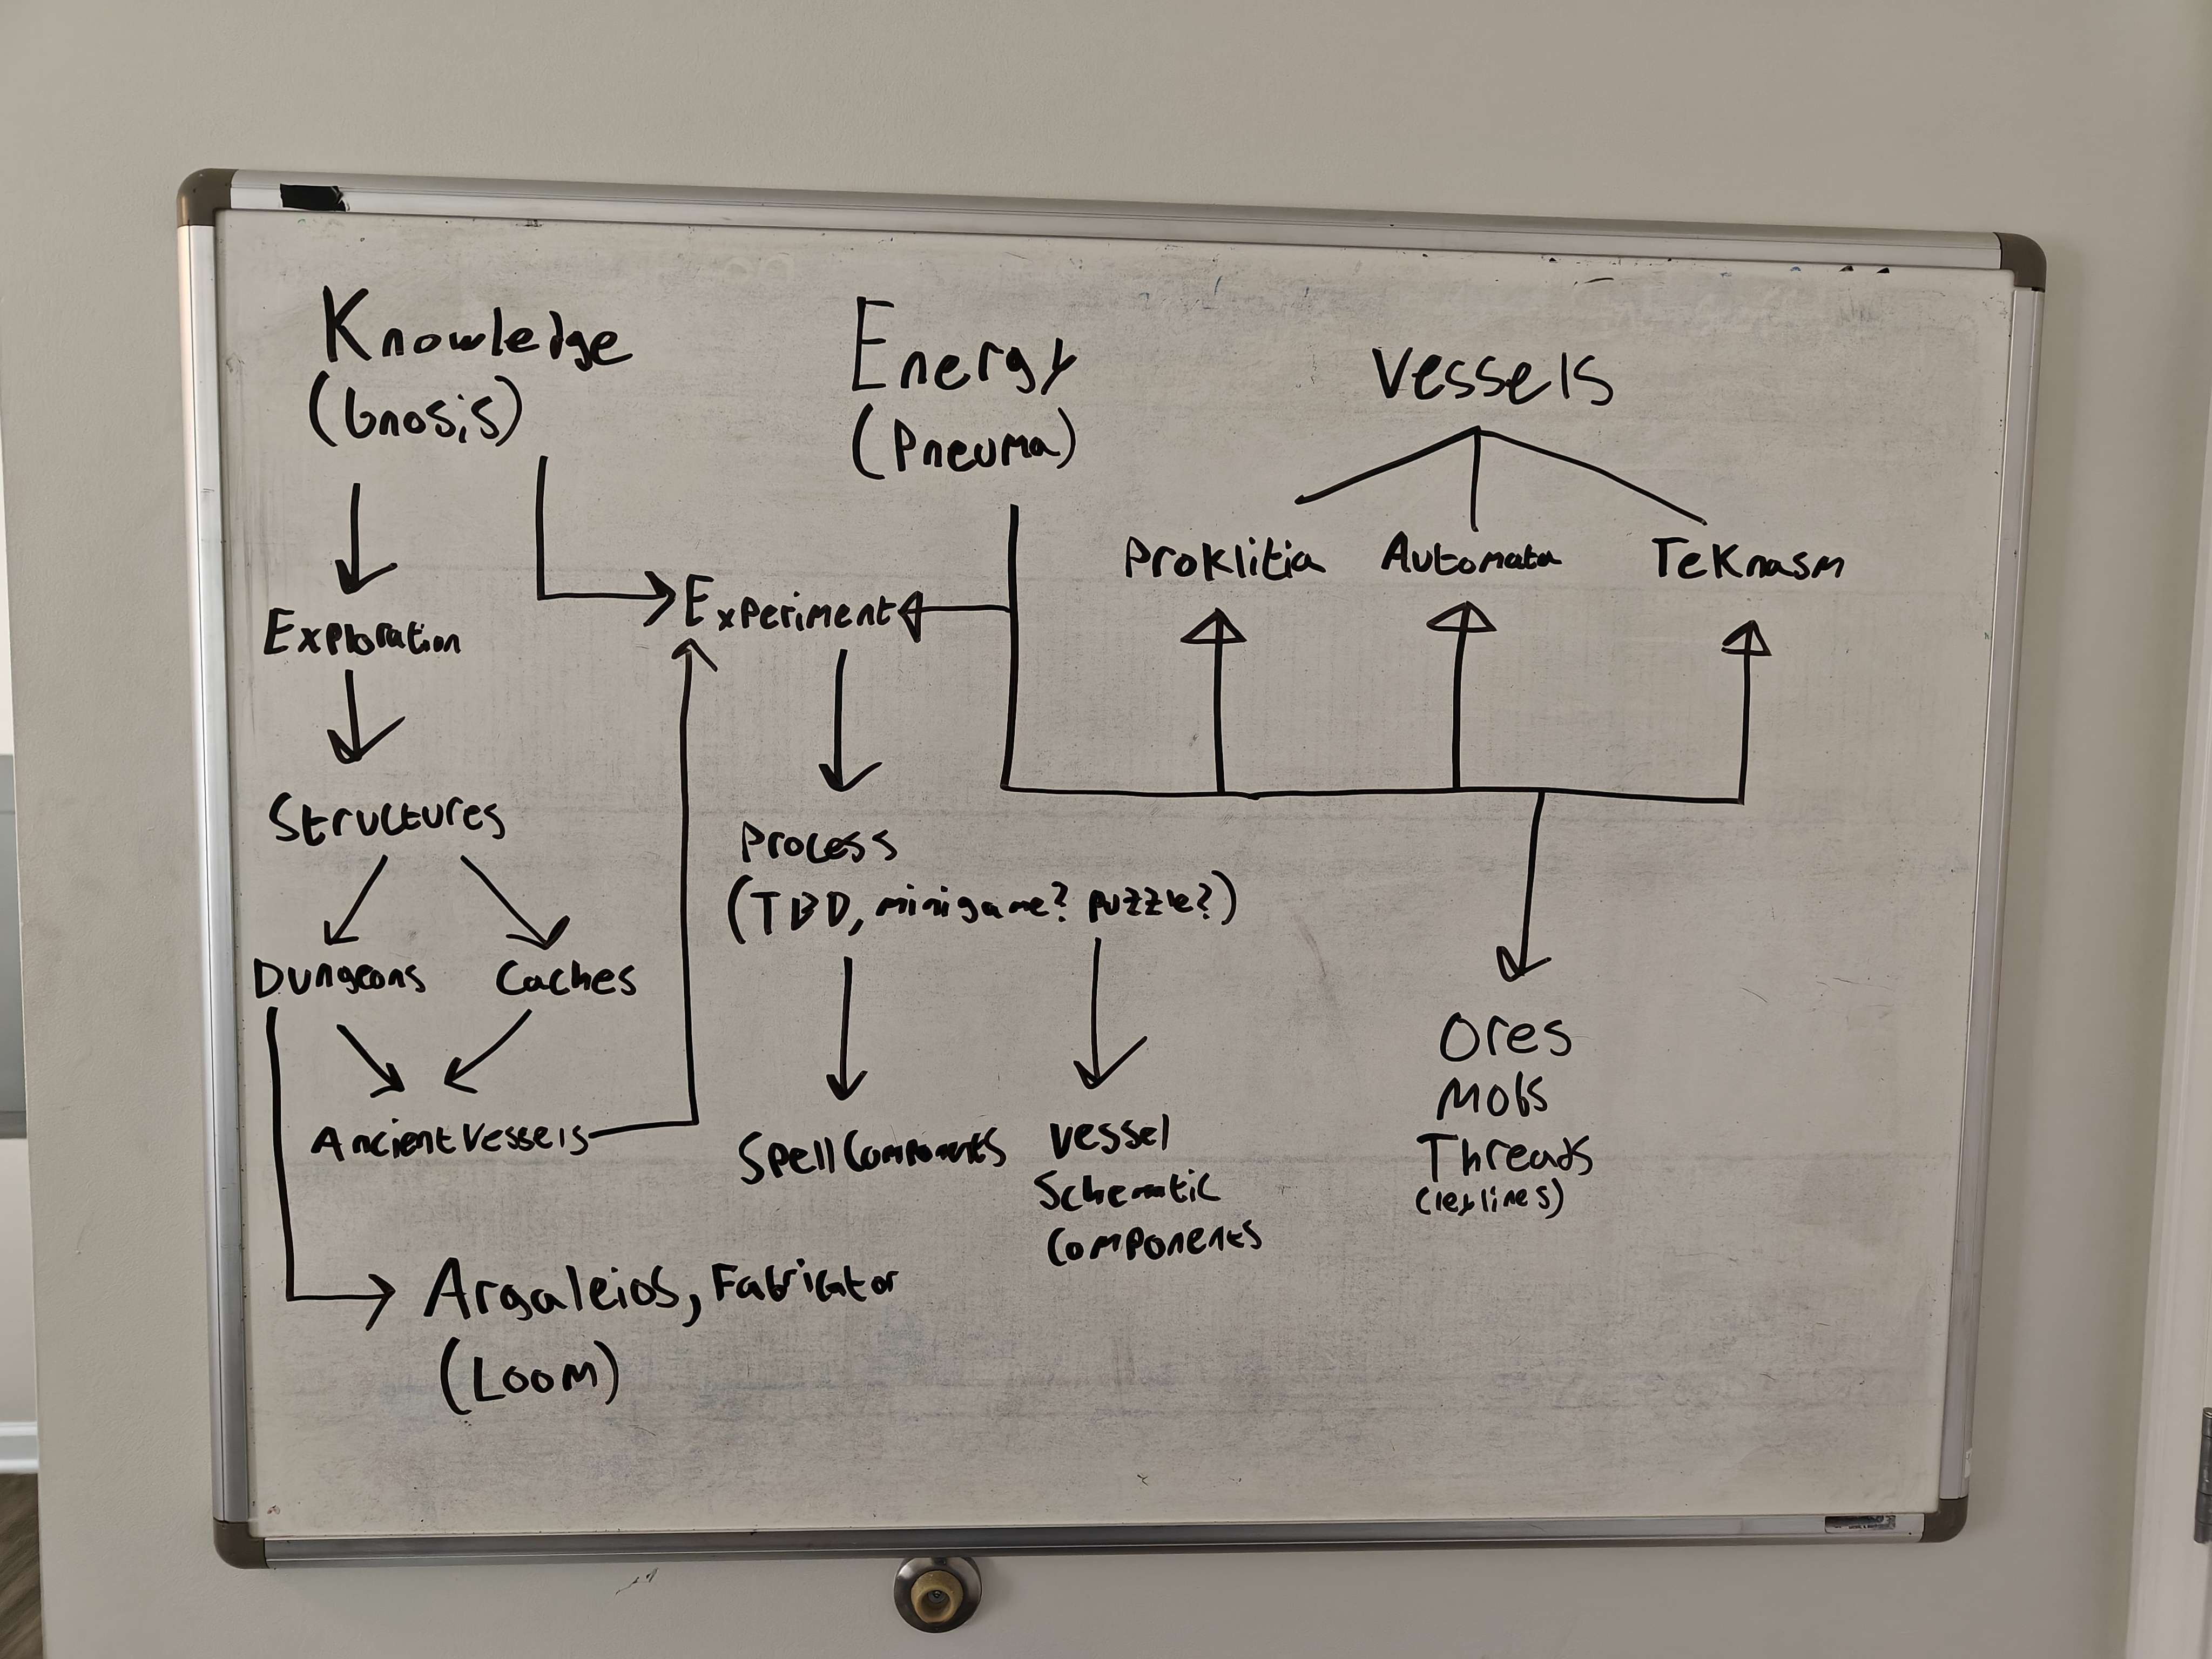 Knowledge
(Gnosis)
Energy
(Pneuma)
Vessels
Proklitia
Automata
Teknasm
Exploration
Experiment
Structures
Process
(TBD, minigame? puzzle?)
Dungeons
Caches
Ancient Vessels
Spell Components
Vessel
Schematic
Components
Ores
Mobs
Threads
(leylines)
Argaleios, Fabricator
(Loom)